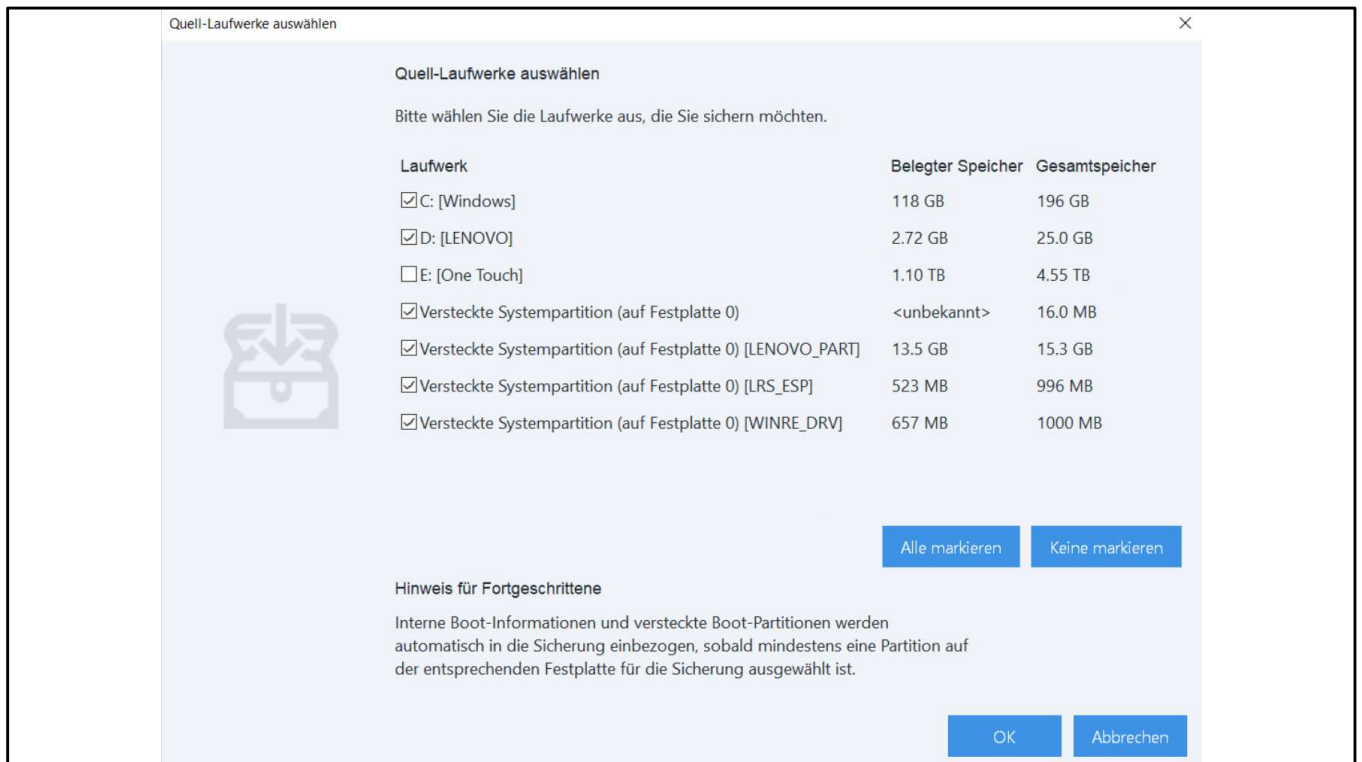 Quell-Laufwerke auswählen
Quell-Laufwerke auswählen
Bitte wählen Sie die Laufwerke aus, die Sie sichern möchten.
Laufwerk Belegter Speicher Gesamtspeicher
C: [Windows] 118 GB 196 GB
D: [LENOVO] 2.72 GB 25.0 GB
E: [One Touch] 1.10 TB 4.55 TB
Versteckte Systempartition (auf Festplatte 0) <unbekannt> 16.0 MB
Versteckte Systempartition (auf Festplatte 0) [LENOVO_PART] 13.5 GB 15.3 GB
Versteckte Systempartition (auf Festplatte 0) [LRS_ESP] 523 MB 996 MB
Versteckte Systempartition (auf Festplatte 0) [WINRE_DRV] 657 MB 1000 MB
Alle markieren Keine markieren
Hinweis für Fortgeschrittene
Interne Boot-Informationen und versteckte Boot-Partitionen werden
automatisch in die Sicherung einbezogen, sobald mindestens eine Partition auf
der entsprechenden Festplatte für die Sicherung ausgewählt ist.
OK Abbrechen